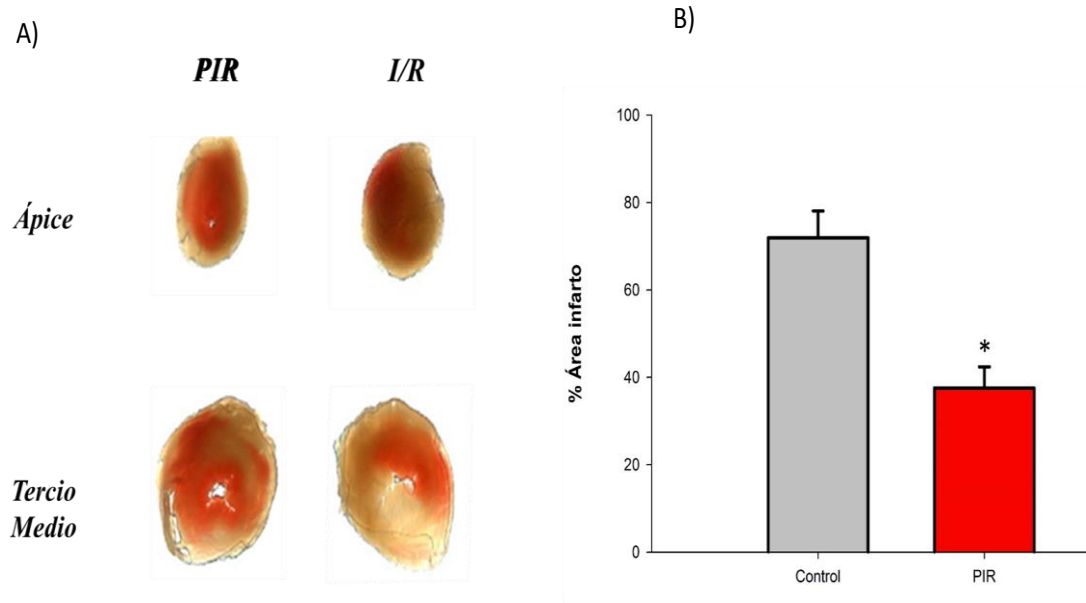 A)
PIR
I/R
Ápice
Tercio
Medio
B)
% Área infarto
100
80
60
40
20
0
*
Control
PIR